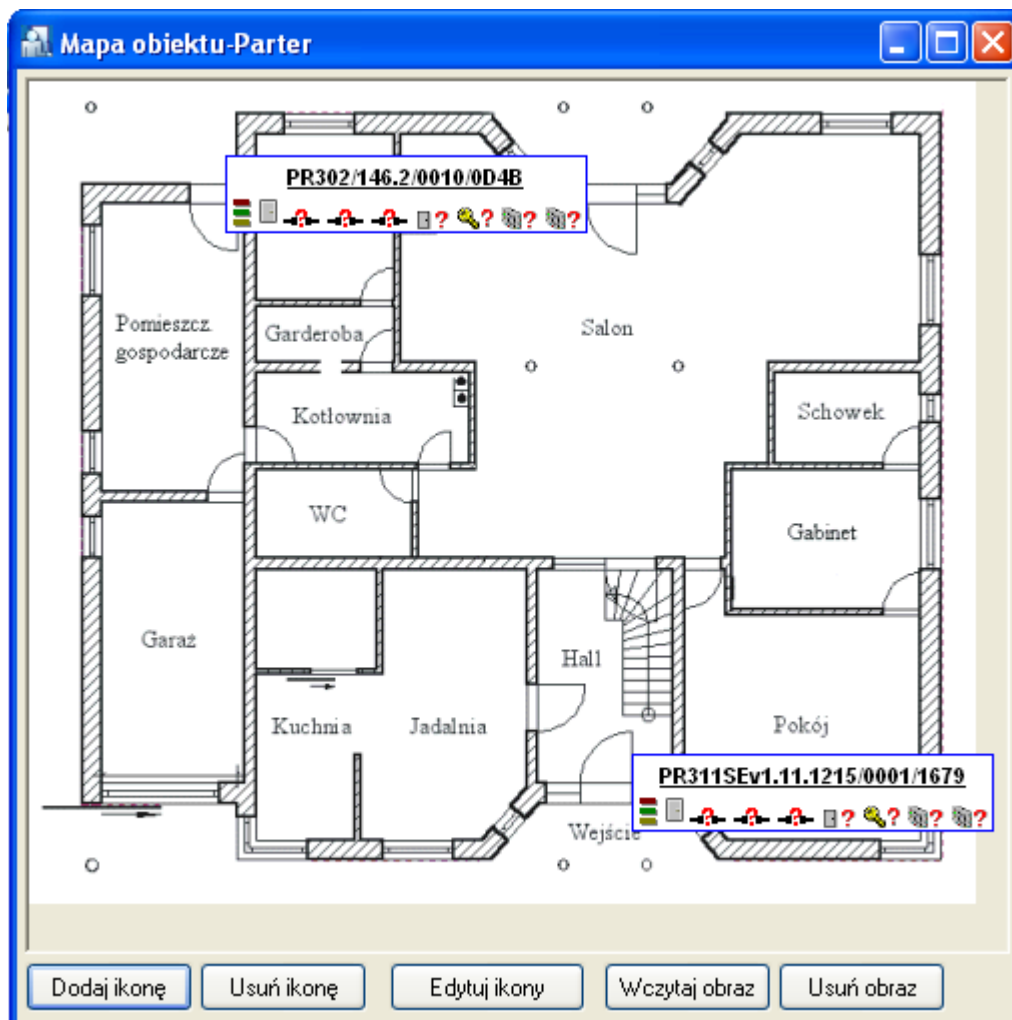 Mapa obiektu-Parter
PR302/146.2/0010/0D4B
? ? ? ? ? ? ?
Pomieszcz.
gospodarcze
Garderoba
Salon
Kotłownia
Schowek
WC
Gabinet
Garaż
Hall
Kuchnia
Jadalnia
Pokój
PR311SEv1.11.1215/0001/1679
? ? ? ? ? ? ?
Wejście
Dodaj ikonę
Usuń ikonę
Edytuj ikony
Wczytaj obraz
Usuń obraz